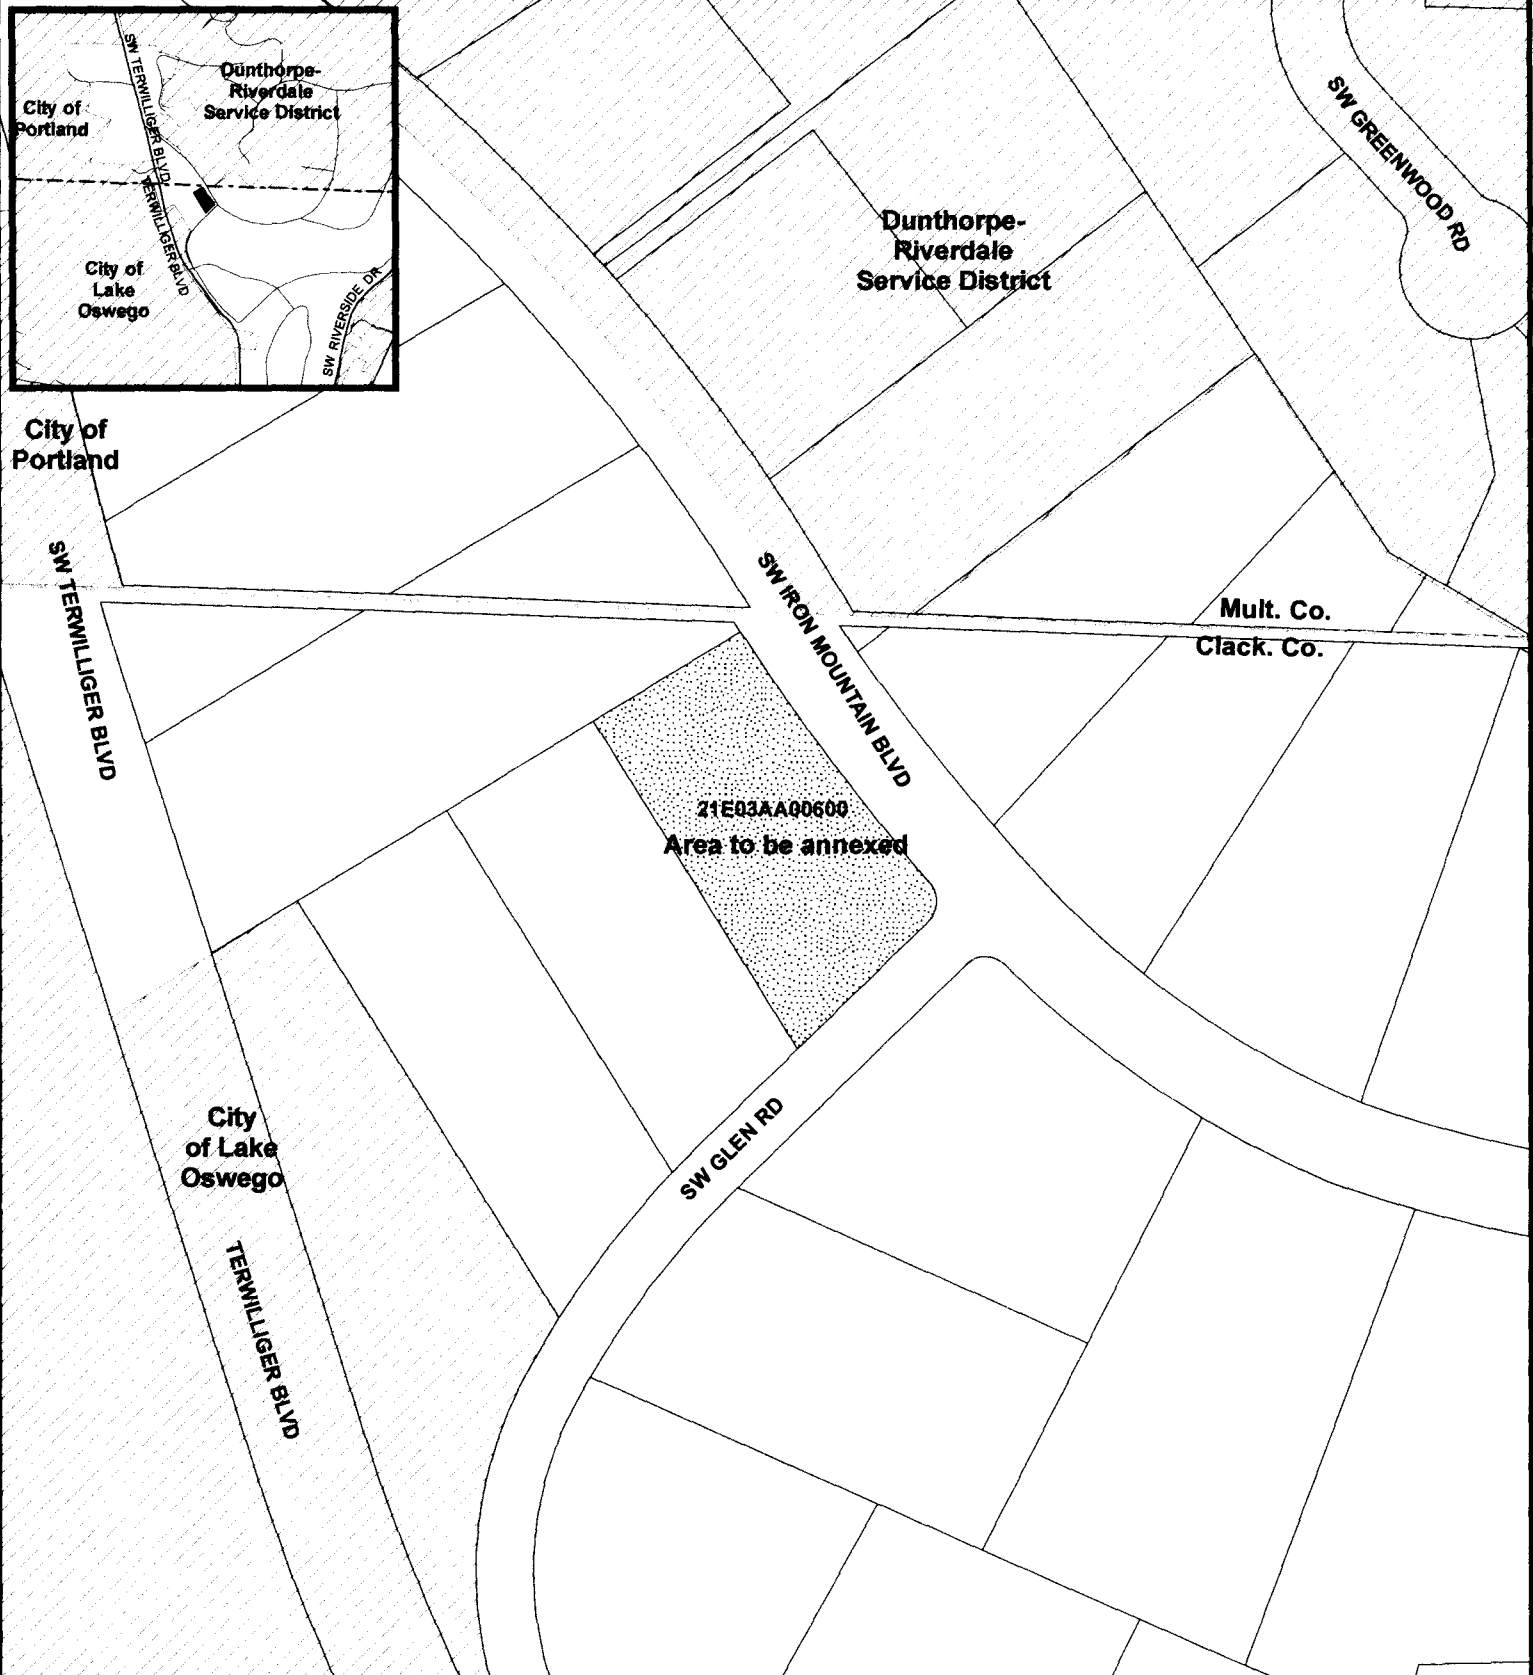 SW TERWILLIGER BLVD
Dunthorpe-
Riverdale
Service District
City of
Portland
TERWILLIGER BLVD
City of
Lake
Oswego
SW RIVERSIDE DR
SW GREENWOOD RD
Dunthorpe-
Riverdale
Service District
City of
Portland
SW TERWILLIGER BLVD
SW IRON MOUNTAIN BLVD
Mult. Co.
Clack. Co.
21E03AA00600
Area to be annexed
City
of Lake
Oswego
SW GLEN RD
TERWILLIGER BLVD